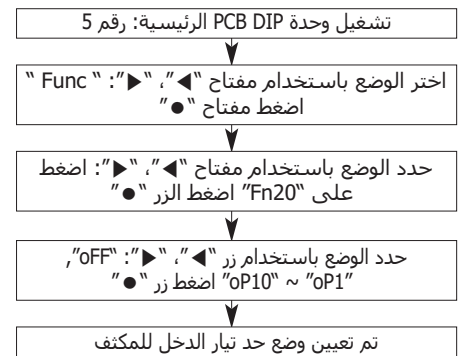 تشغيل وحدة PCB DIP الرئيسية: رقم 5
اختر الوضع باستخدام مفتاح “◀”، “▶”: “ Func “
اضغط مفتاح “●”
حدد الوضع باستخدام مفتاح “◀”، “▶”: اضغط
على “Fn20” اضغط الزر “●”
حدد الوضع باستخدام زر “◀”، “▶”: “oFF”,
“oP1” ~ “oP10” اضغط زر “●”
تم تعيين وضع حد تيار الدخل للمكثف